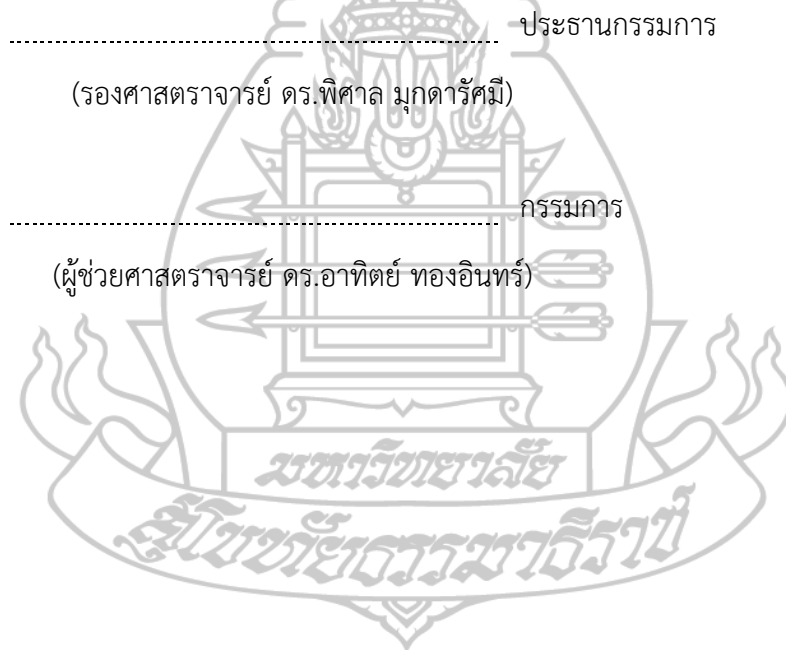 ประธานกรรมการ
(รองศาสตราจารย์ ดร.พิศาล มุกดารัศมี)
กรรมการ
(ผู้ช่วยศาสตราจารย์ ดร.อาทิตย์ ทองอินทร์)
มหาวิทยาลัย
สุโขทัยธรรมาธิราช